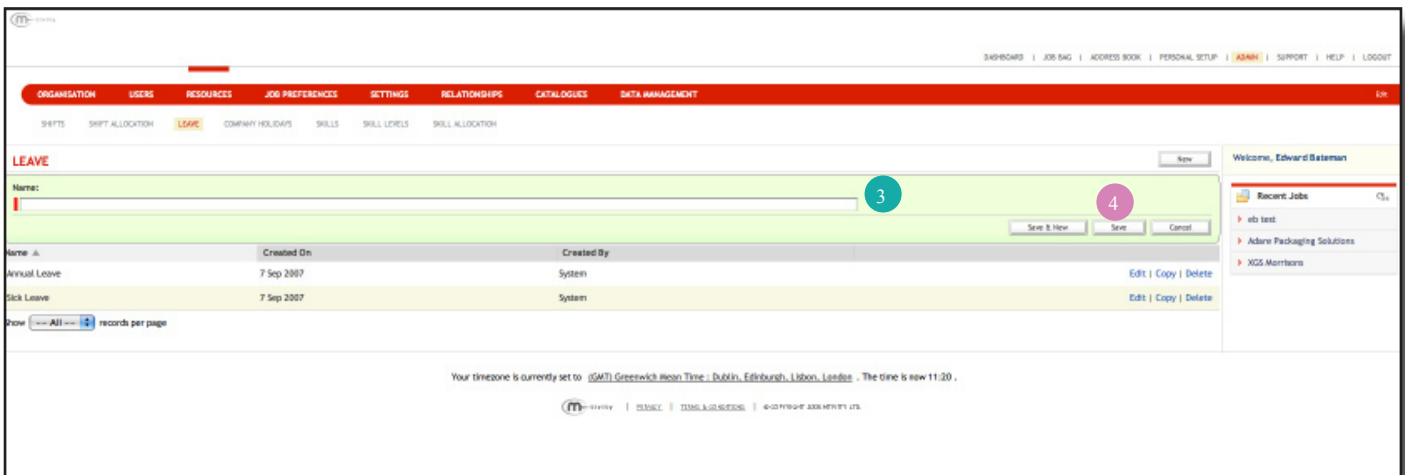 DASHBOARD | JOB BAG | ADDRESS BOOK | PERSONAL SETUP | ADMIN | SUPPORT | HELP | LOGOUT
ORGANISATION USERS RESOURCES JOB PREFERENCES SETTINGS RELATIONSHIPS CATALOGUES DATA MANAGEMENT Edit
SHIFTS SHIFT ALLOCATION LEAVE COMPANY HOLIDAYS SKILLS SKILL LEVELS SKILL ALLOCATION
LEAVE New
Welcome, Edward Bateman
Name:
3
4
Save & New Save Cancel
Recent Jobs
eb test
Adare Packaging Solutions
XGS Morrisons
Name Created On Created By
Annual Leave 7 Sep 2007 System Edit | Copy | Delete
Sick Leave 7 Sep 2007 System Edit | Copy | Delete
Show -- All -- records per page
Your timezone is currently set to (GMT) Greenwich Mean Time : Dublin, Edinburgh, Lisbon, London . The time is now 11:20 .
PRIVACY | TERMS & CONDITIONS | © COPYRIGHT